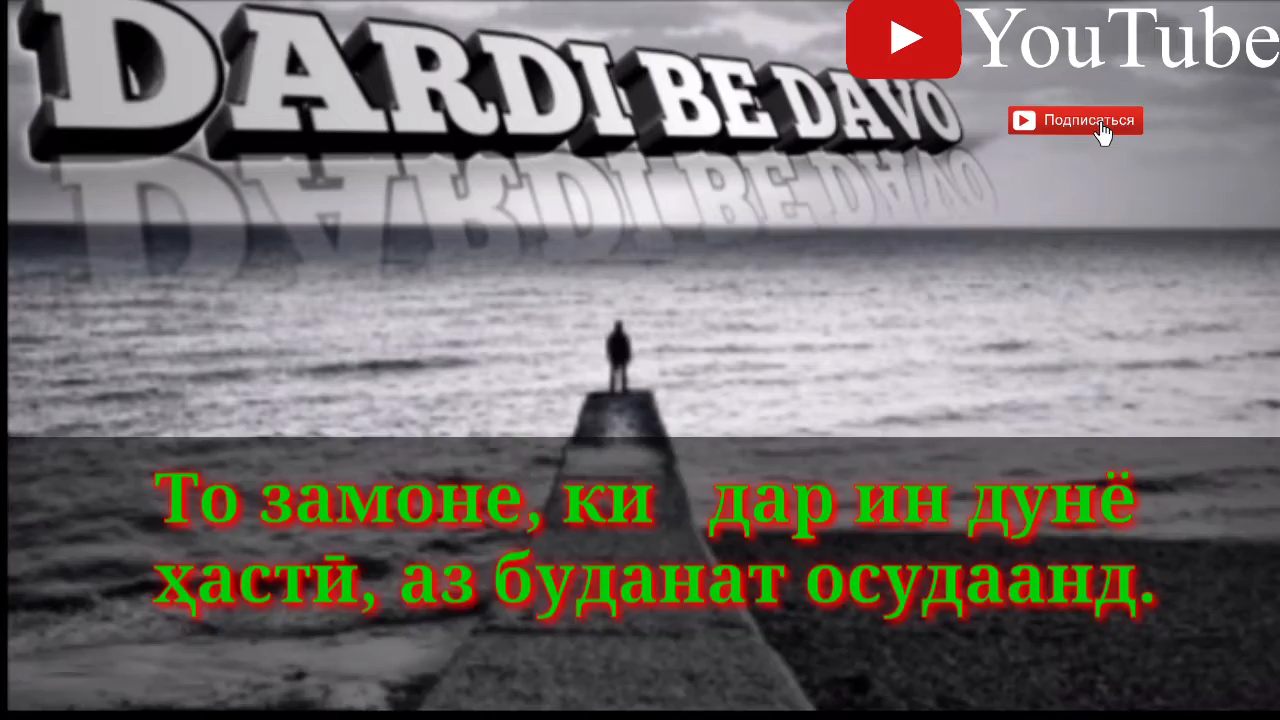 DARDI BE DAVO
YouTube
Подписаться
То замоне, ки дар ин дунё
ҳастӣ, аз буданат осудаанд.